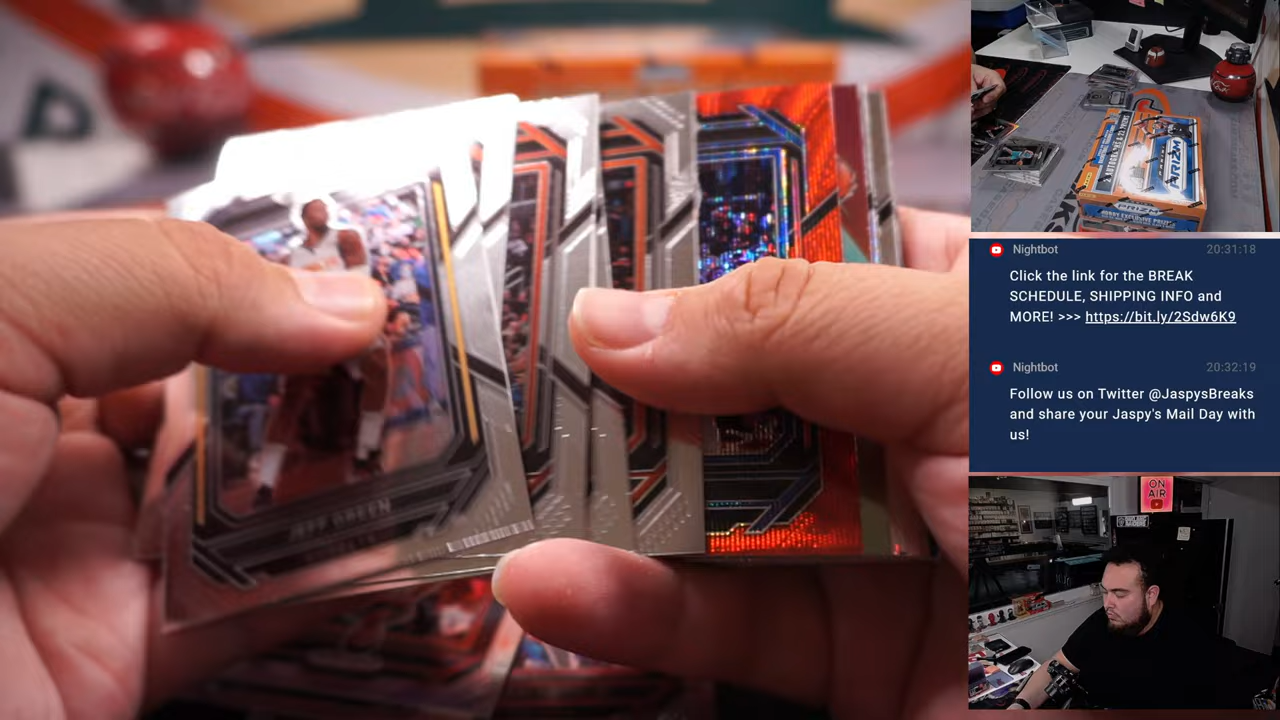 Nightbot 20:31:18
Click the link for the BREAK
SCHEDULE, SHIPPING INFO and
MORE! >>> https://bit.ly/2Sdw6K9
Nightbot 20:32:19
Follow us on Twitter @JaspysBreaks
and share your Jaspy's Mail Day with
us!
ON
AIR
GREEN
PRIZM